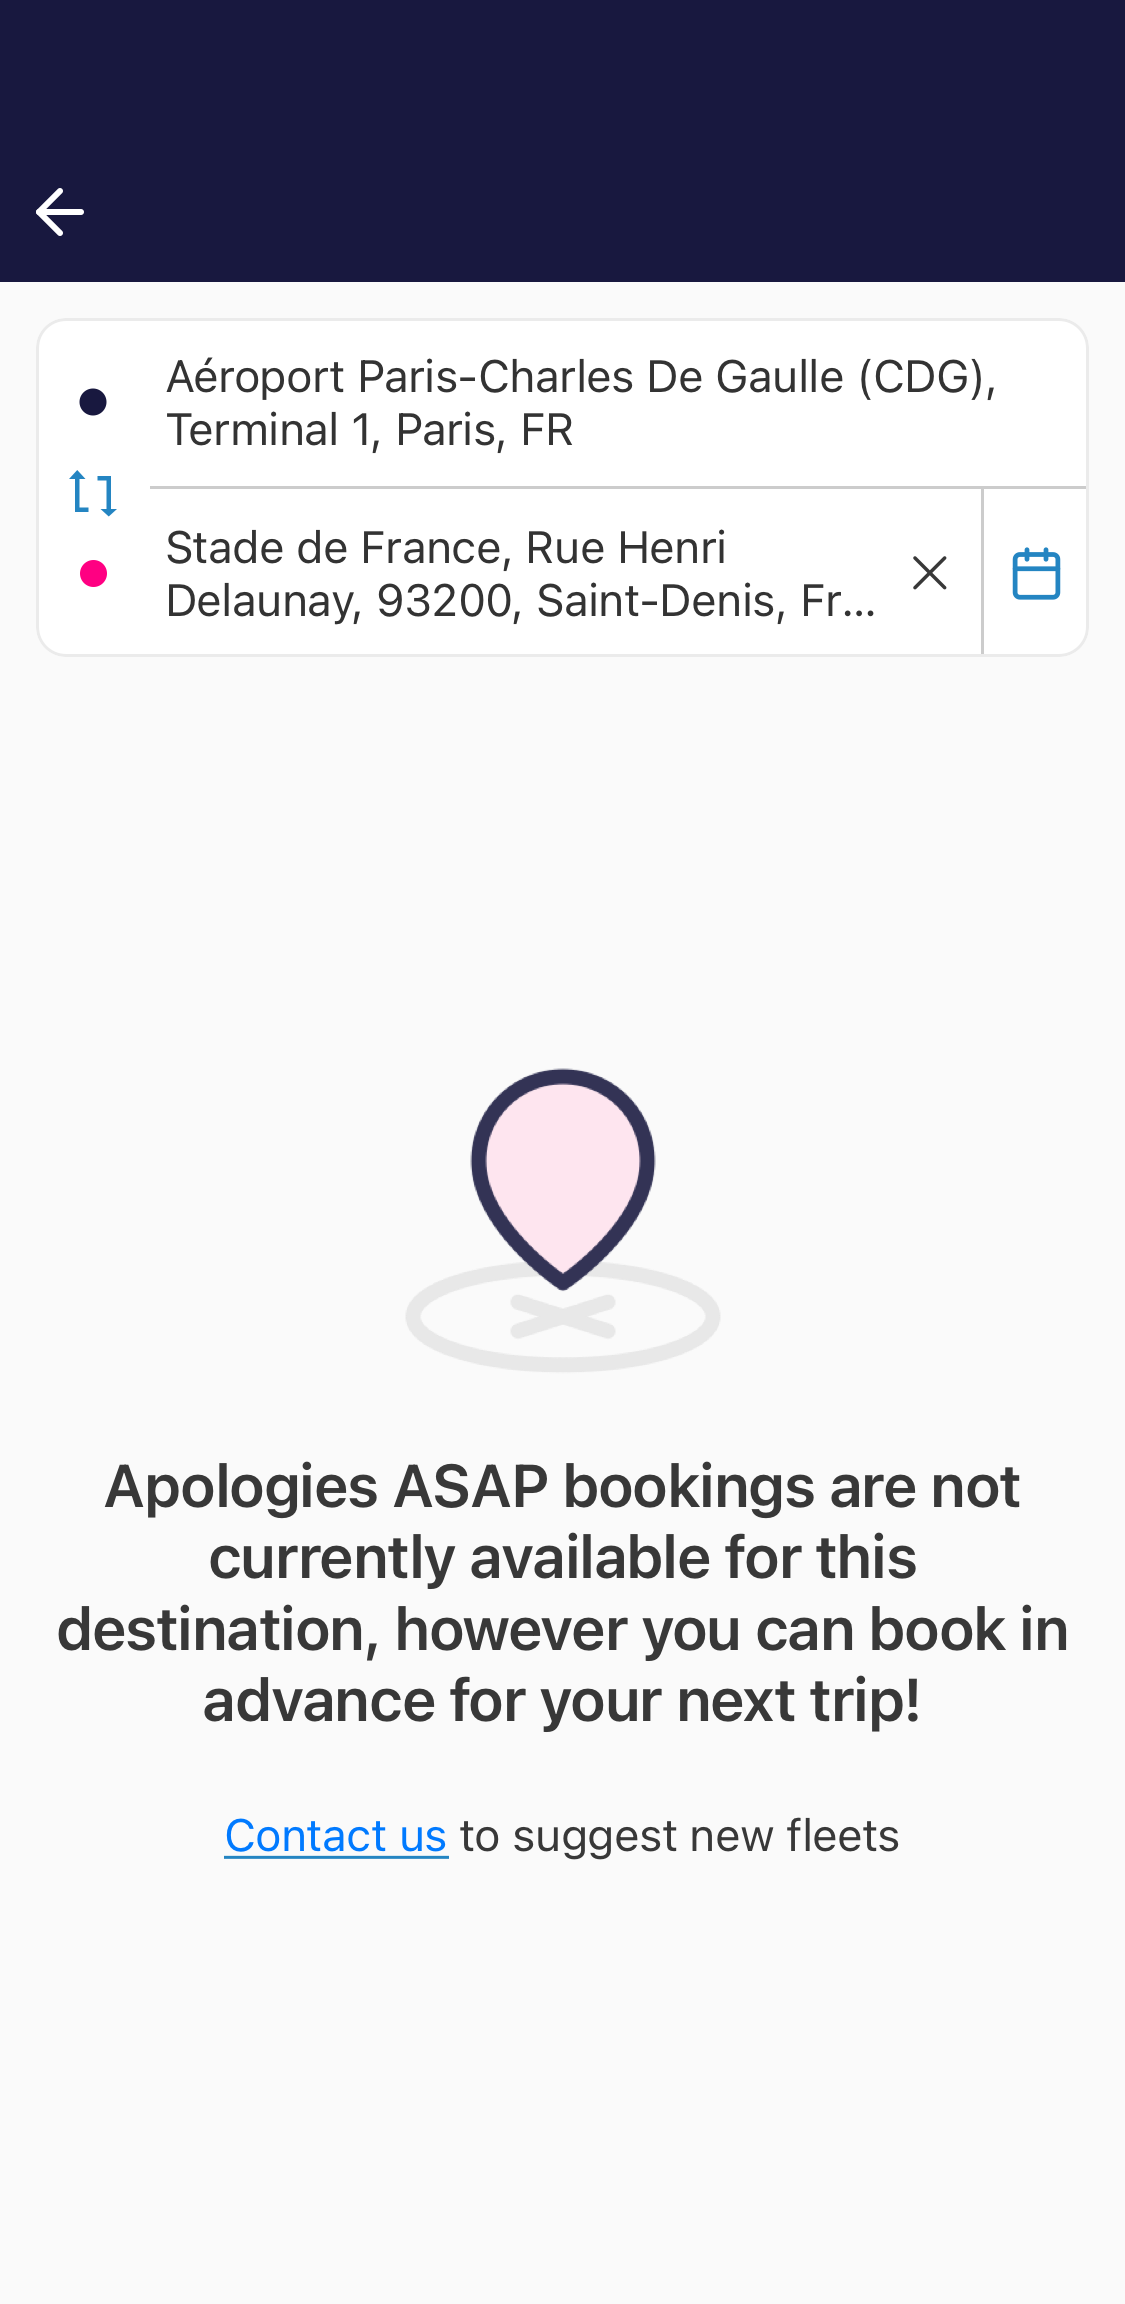 Aéroport Paris-Charles De Gaulle (CDG),
Terminal 1, Paris, FR
Stade de France, Rue Henri
Delaunay, 93200, Saint-Denis, Fr...
Apologies ASAP bookings are not
currently available for this
destination, however you can book in
advance for your next trip!
Contact us to suggest new fleets